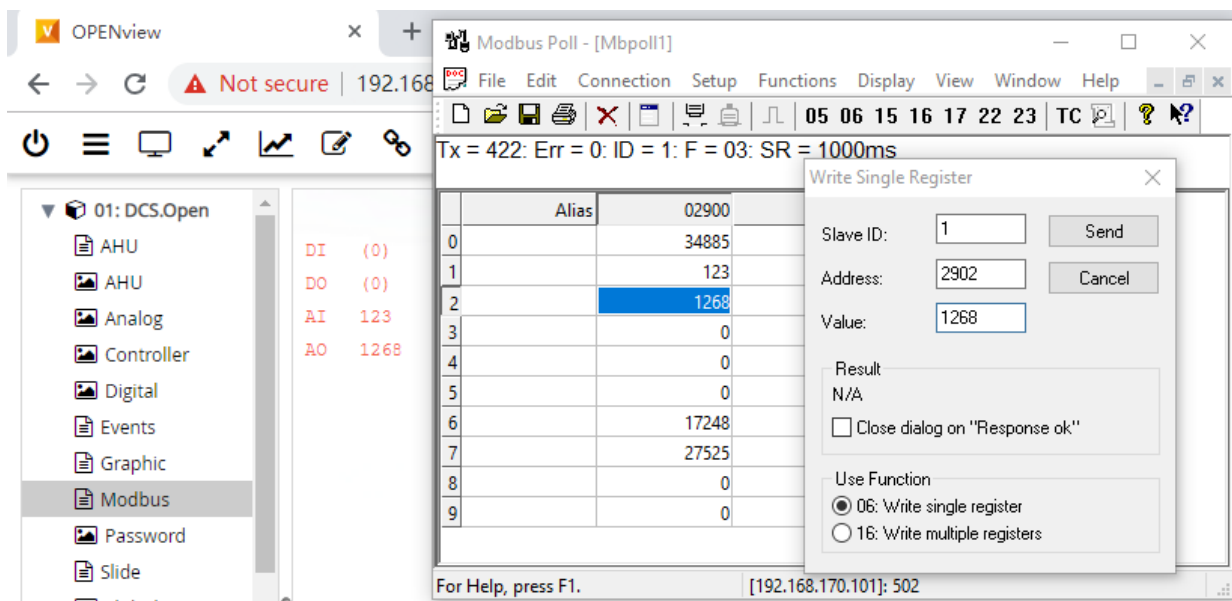 OPENview
Not secure | 192.168
01: DCS.Open
AHU
AHU
Analog
Controller
Digital
Events
Graphic
Modbus
Password
Slide
DI (0)
DO (0)
AI 123
AO 1268
Modbus Poll - [Mbpoll1]
File Edit Connection Setup Functions Display View Window Help
05 06 15 16 17 22 23 TC
Tx = 422: Err = 0: ID = 1: F = 03: SR = 1000ms
Alias 02900
0 34885
1 123
2 1268
3 0
4 0
5 0
6 17248
7 27525
8 0
9 0
For Help, press F1.
[192.168.170.101]: 502
Write Single Register
Slave ID: 1 Send
Address: 2902 Cancel
Value: 1268
Result
N/A
Close dialog on "Response ok"
Use Function
06: Write single register
16: Write multiple registers